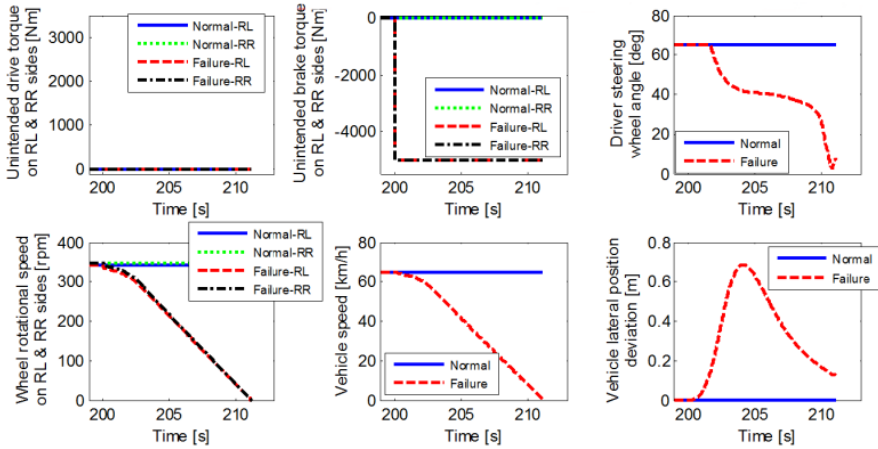 Unintended drive torque
on RL & RR sides [Nm]
3000
2000
1000
0
200
205
210
Time [s]
Normal-RL
Normal-RR
Failure-RL
Failure-RR
Unintended brake torque
on RL & RR sides [Nm]
0
-2000
-4000
200
205
210
Time [s]
Normal-RL
Normal-RR
Failure-RL
Failure-RR
Driver steering
wheel angle [deg]
80
60
40
20
0
200
205
210
Time [s]
Normal
Failure
Wheel rotational speed
on RL & RR sides [rpm]
400
300
200
100
0
200
205
210
Time [s]
Normal-RL
Normal-RR
Failure-RL
Failure-RR
Vehicle speed [km/h]
80
60
40
20
0
200
205
210
Time [s]
Normal
Failure
Vehicle lateral position
deviation [m]
0.8
0.6
0.4
0.2
0
200
205
210
Time [s]
Normal
Failure